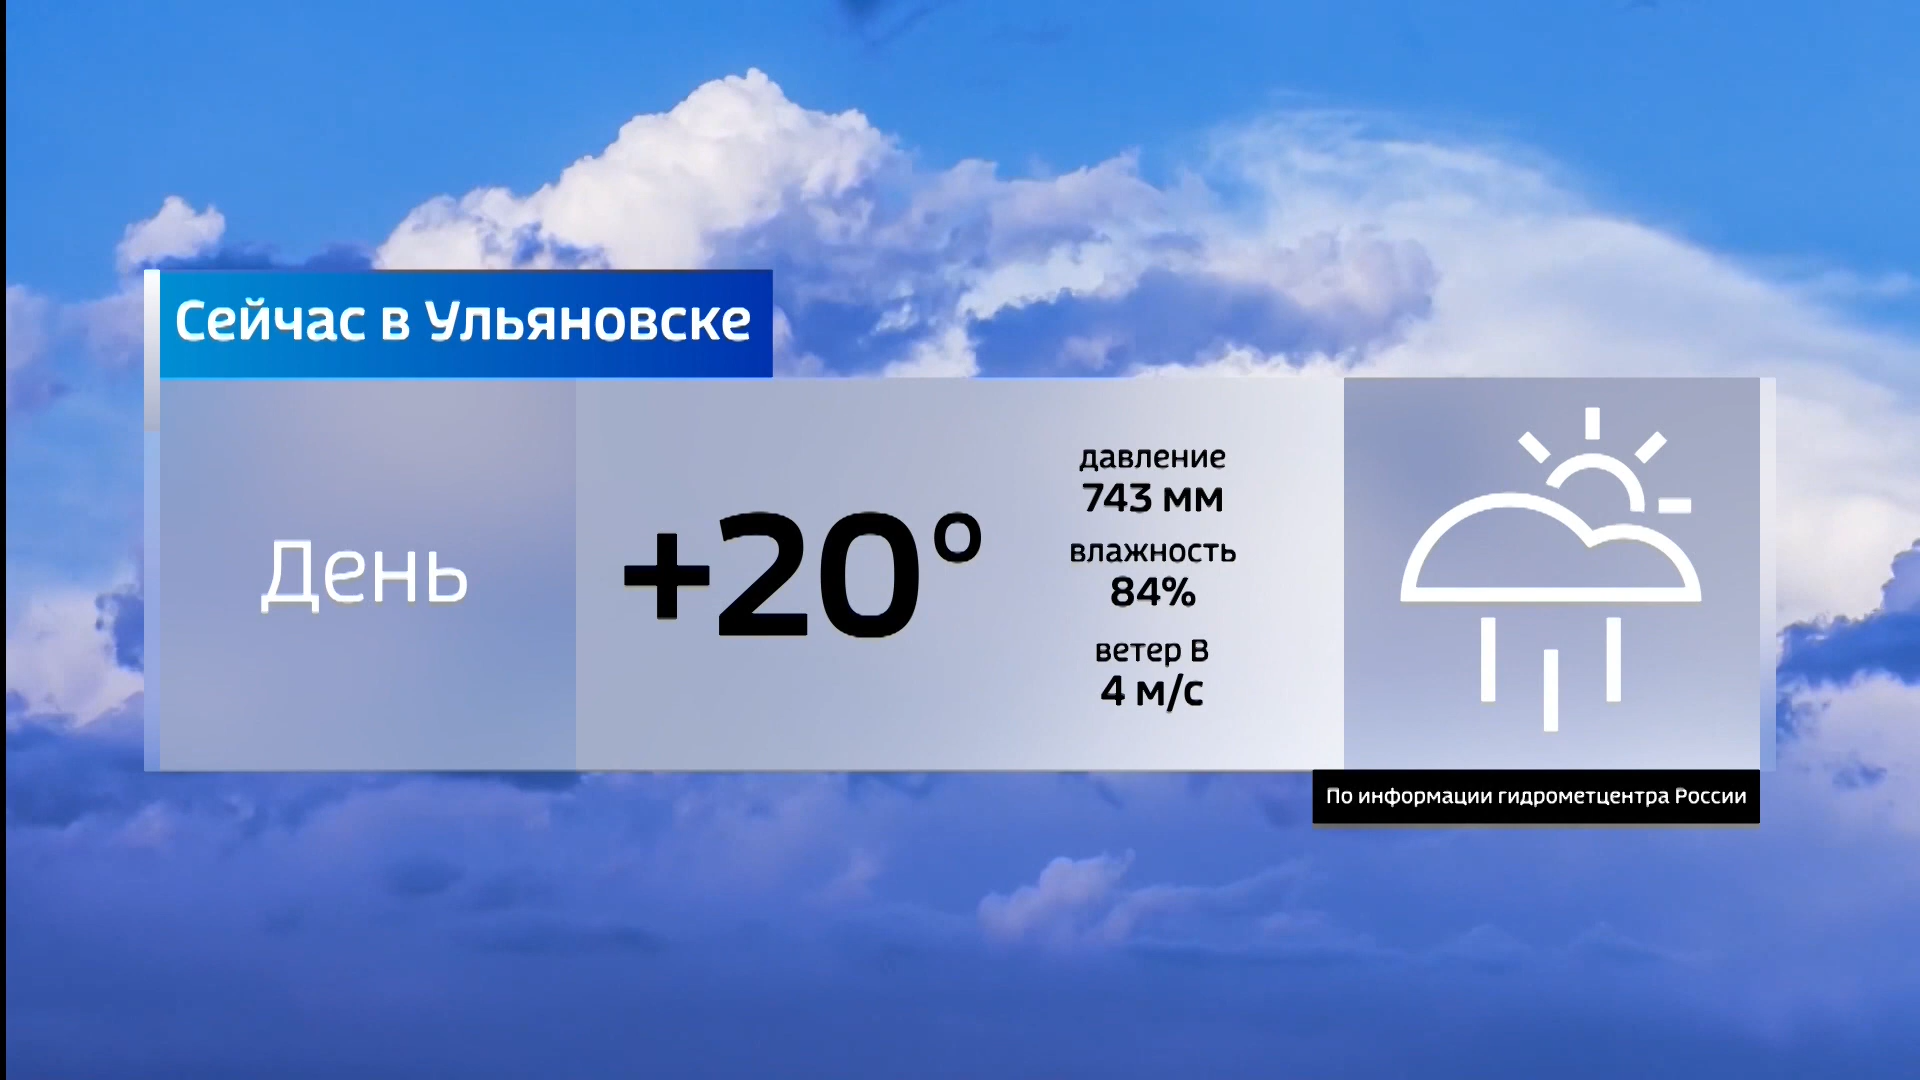 Сейчас в Ульяновске
День
+20°
давление
743 мм
влажность
84%
ветер В
4 м/с
По информации гидрометцентра России